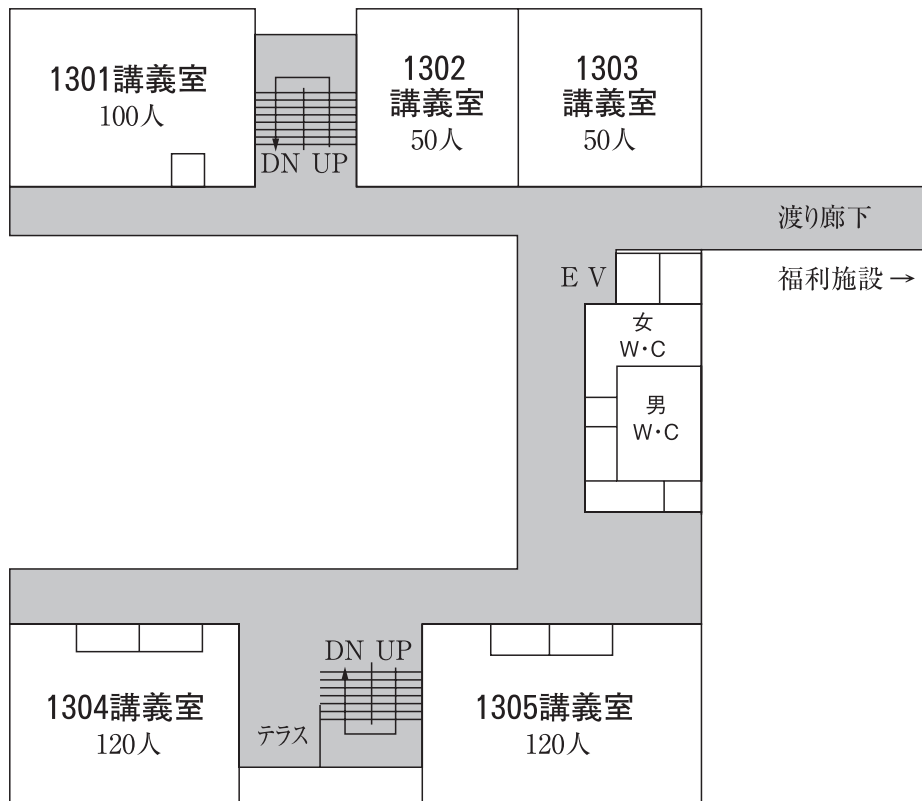 1301講義室
100人
DN UP
1302
講義室
50人
1303
講義室
50人
渡り廊下
EV
福利施設→
女
W・C
男
W・C
1304講義室
120人
DN UP
テラス
1305講義室
120人